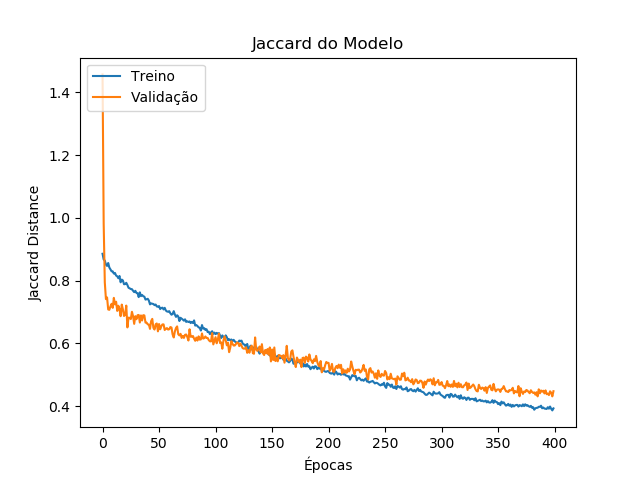 Jaccard do Modelo
Treino
Validação
Jaccard Distance
1.4
1.2
1.0
0.8
0.6
0.4
0 50 100 150 200 250 300 350 400
Épocas